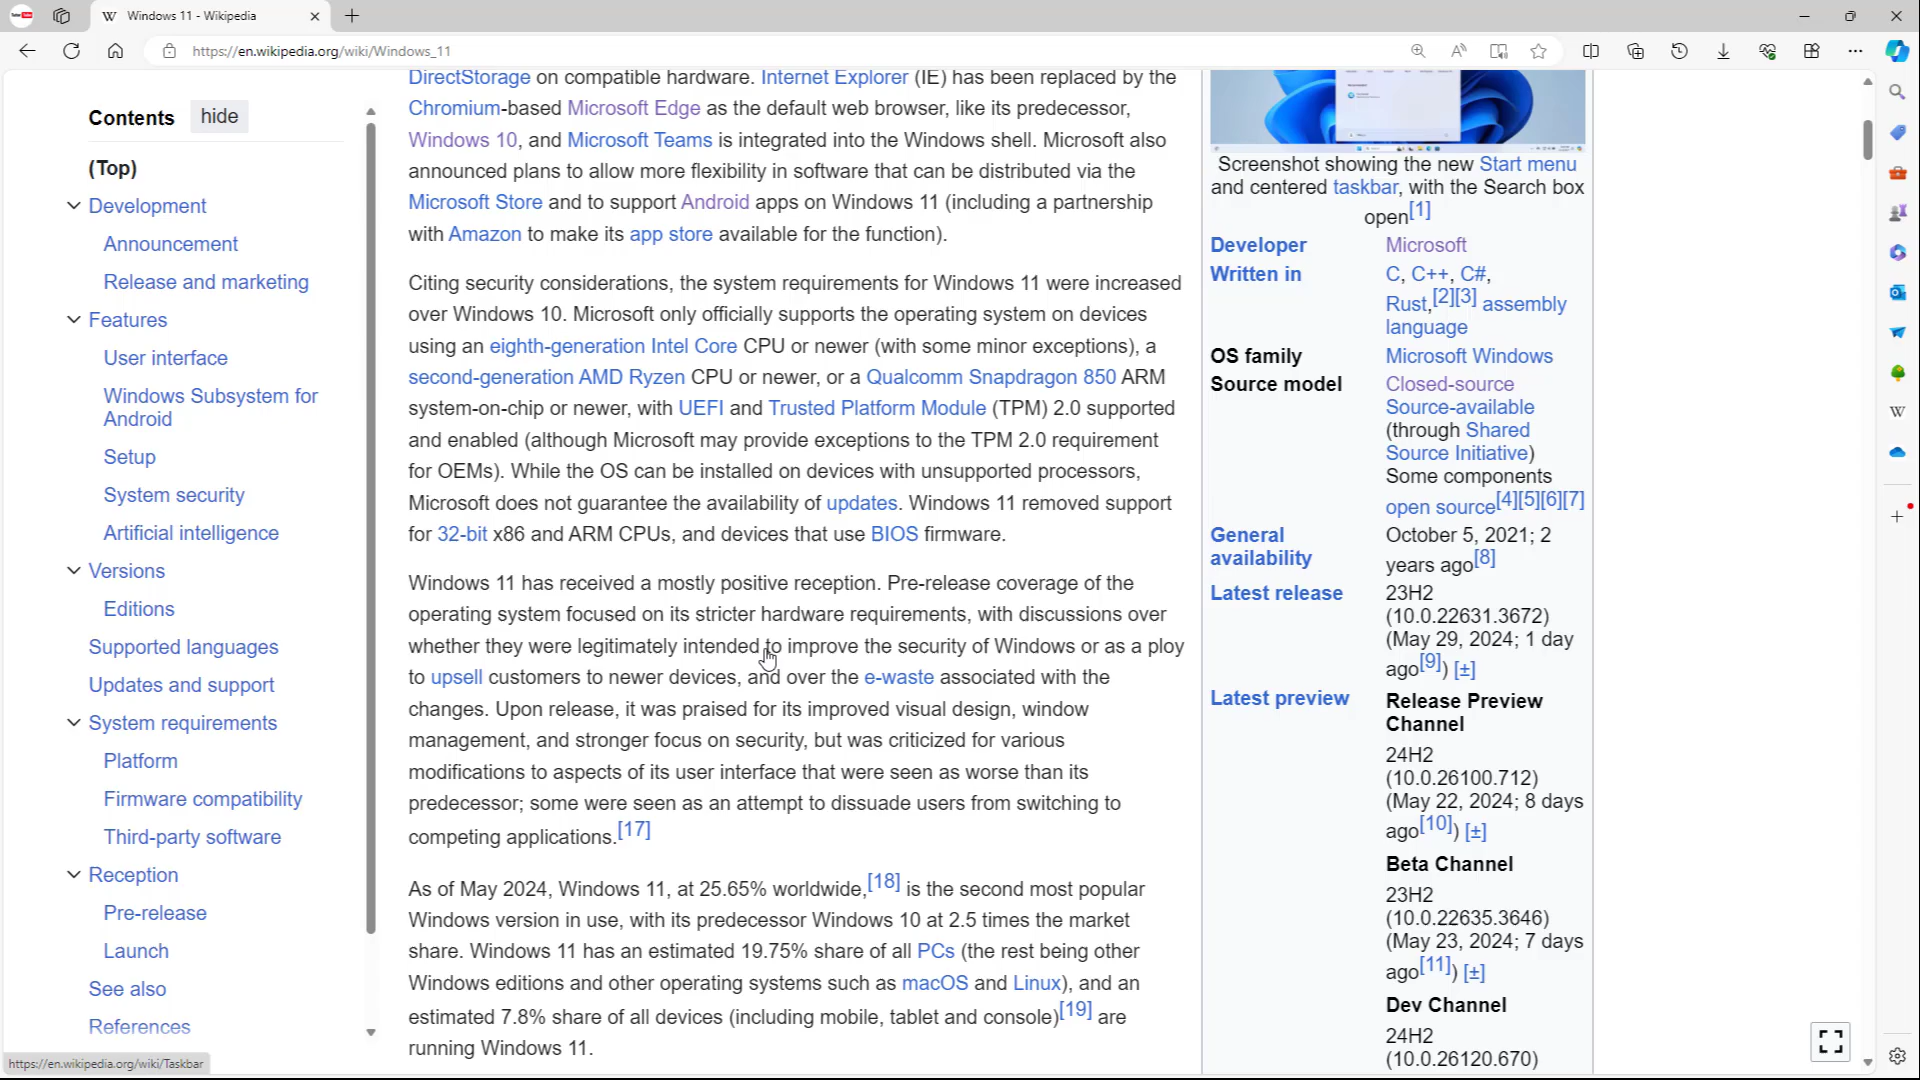 Windows 11 - Wikipedia
https://en.wikipedia.org/wiki/Windows_11
Contents hide
(Top)
Development
Announcement
Release and marketing
Features
User interface
Windows Subsystem for
Android
Setup
System security
Artificial intelligence
Versions
Editions
Supported languages
Updates and support
System requirements
Platform
Firmware compatibility
Third-party software
Reception
Pre-release
Launch
See also
References
https://en.wikipedia.org/wiki/Taskbar
DirectStorage on compatible hardware. Internet Explorer (IE) has been replaced by the
Chromium-based Microsoft Edge as the default web browser, like its predecessor,
Windows 10, and Microsoft Teams is integrated into the Windows shell. Microsoft also
announced plans to allow more flexibility in software that can be distributed via the
Microsoft Store and to support Android apps on Windows 11 (including a partnership
with Amazon to make its app store available for the function).
Citing security considerations, the system requirements for Windows 11 were increased
over Windows 10. Microsoft only officially supports the operating system on devices
using an eighth-generation Intel Core CPU or newer (with some minor exceptions), a
second-generation AMD Ryzen CPU or newer, or a Qualcomm Snapdragon 850 ARM
system-on-chip or newer, with UEFI and Trusted Platform Module (TPM) 2.0 supported
and enabled (although Microsoft may provide exceptions to the TPM 2.0 requirement
for OEMs). While the OS can be installed on devices with unsupported processors,
Microsoft does not guarantee the availability of updates. Windows 11 removed support
for 32-bit x86 and ARM CPUs, and devices that use BIOS firmware.
Windows 11 has received a mostly positive reception. Pre-release coverage of the
operating system focused on its stricter hardware requirements, with discussions over
whether they were legitimately intended to improve the security of Windows or as a ploy
to upsell customers to newer devices, and over the e-waste associated with the
changes. Upon release, it was praised for its improved visual design, window
management, and stronger focus on security, but was criticized for various
modifications to aspects of its user interface that were seen as worse than its
predecessor; some were seen as an attempt to dissuade users from switching to
competing applications.[17]
As of May 2024, Windows 11, at 25.65% worldwide,[18] is the second most popular
Windows version in use, with its predecessor Windows 10 at 2.5 times the market
share. Windows 11 has an estimated 19.75% share of all PCs (the rest being other
Windows editions and other operating systems such as macOS and Linux), and an
estimated 7.8% share of all devices (including mobile, tablet and console)[19] are
running Windows 11.
Screenshot showing the new Start menu
and centered taskbar, with the Search box
open[1]
Developer Microsoft
Written in C, C++, C#,
Rust,[2][3] assembly
language
OS family Microsoft Windows
Source model Closed-source
Source-available
(through Shared
Source Initiative)
Some components
open source[4][5][6][7]
General October 5, 2021; 2
availability years ago[8]
Latest release 23H2
(10.0.22631.3672)
(May 29, 2024; 1 day
ago[9]) [±]
Latest preview Release Preview
Channel
24H2
(10.0.26100.712)
(May 22, 2024; 8 days
ago[10]) [±]
Beta Channel
23H2
(10.0.22635.3646)
(May 23, 2024; 7 days
ago[11]) [±]
Dev Channel
24H2
(10.0.26120.670)